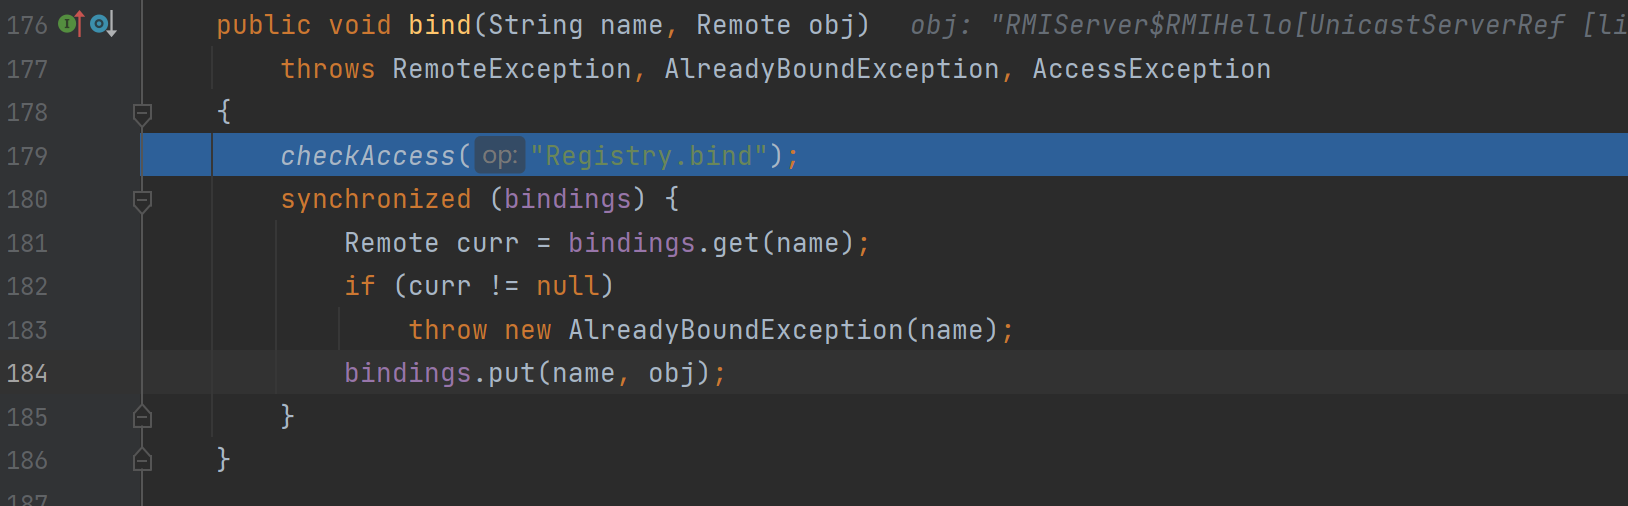 176 public void bind(String name, Remote obj) obj: "RMIServer$RMIHello[UnicastServerRef [li
177 throws RemoteException, AlreadyBoundException, AccessException
178 {
179 checkAccess( op: "Registry.bind");
180 synchronized (bindings) {
181 Remote curr = bindings.get(name);
182 if (curr != null)
183 throw new AlreadyBoundException(name);
184 bindings.put(name, obj);
185 }
186 }
187